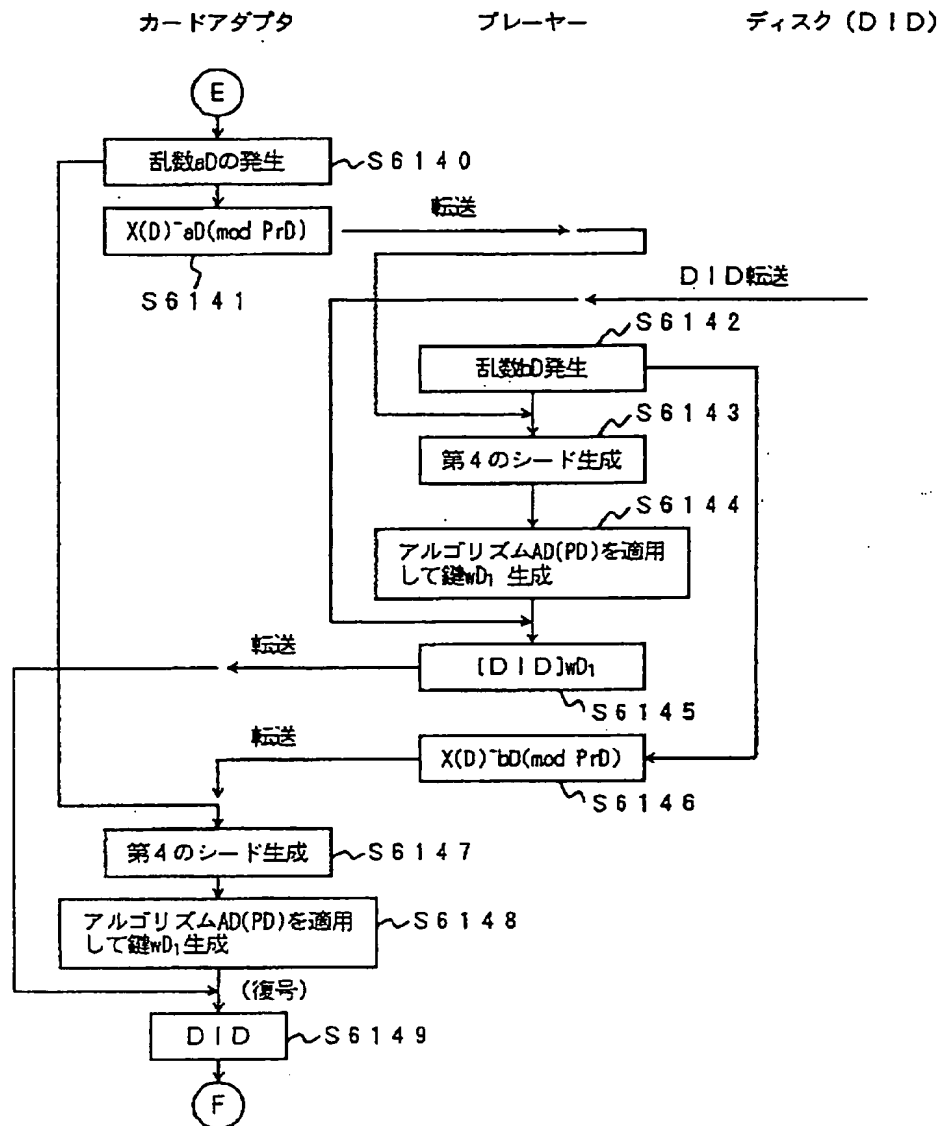 カードアダプタ
プレーヤー
ディスク (DID)
E
乱数aDの発生
S6140
X(D)^aD(mod PrD)
転送
S6141
DID転送
S6142
乱数bD発生
S6143
第4のシード生成
S6144
アルゴリズムAD(PD)を適用
して鍵wD₁ 生成
転送
[DID]wD₁
S6145
転送
X(D)^bD(mod PrD)
S6146
第4のシード生成
S6147
アルゴリズムAD(PD)を適用
して鍵wD₁生成
S6148
(復号)
DID
S6149
F